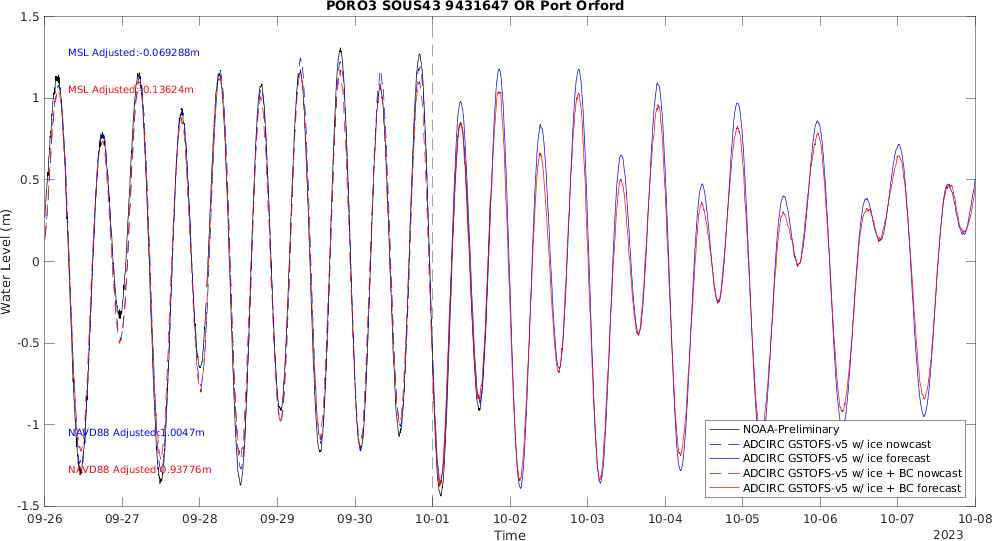 PORO3 SOUS43 9431647 OR Port Orford
1.5
MSL Adjusted:-0.069288m
MSL Adjusted:-0.13624m
1
0.5
0
-0.5
-1
-1.5
Water Level (m)
NAVD88 Adjusted:1.0047m
NAVD88 Adjusted:0.93776m
NOAA-Preliminary
ADCIRC GSTOFS-v5 w/ ice nowcast
ADCIRC GSTOFS-v5 w/ ice forecast
ADCIRC GSTOFS-v5 w/ ice + BC nowcast
ADCIRC GSTOFS-v5 w/ ice + BC forecast
09-26 09-27 09-28 09-29 09-30 10-01 10-02 10-03 10-04 10-05 10-06 10-07 10-08
Time
2023